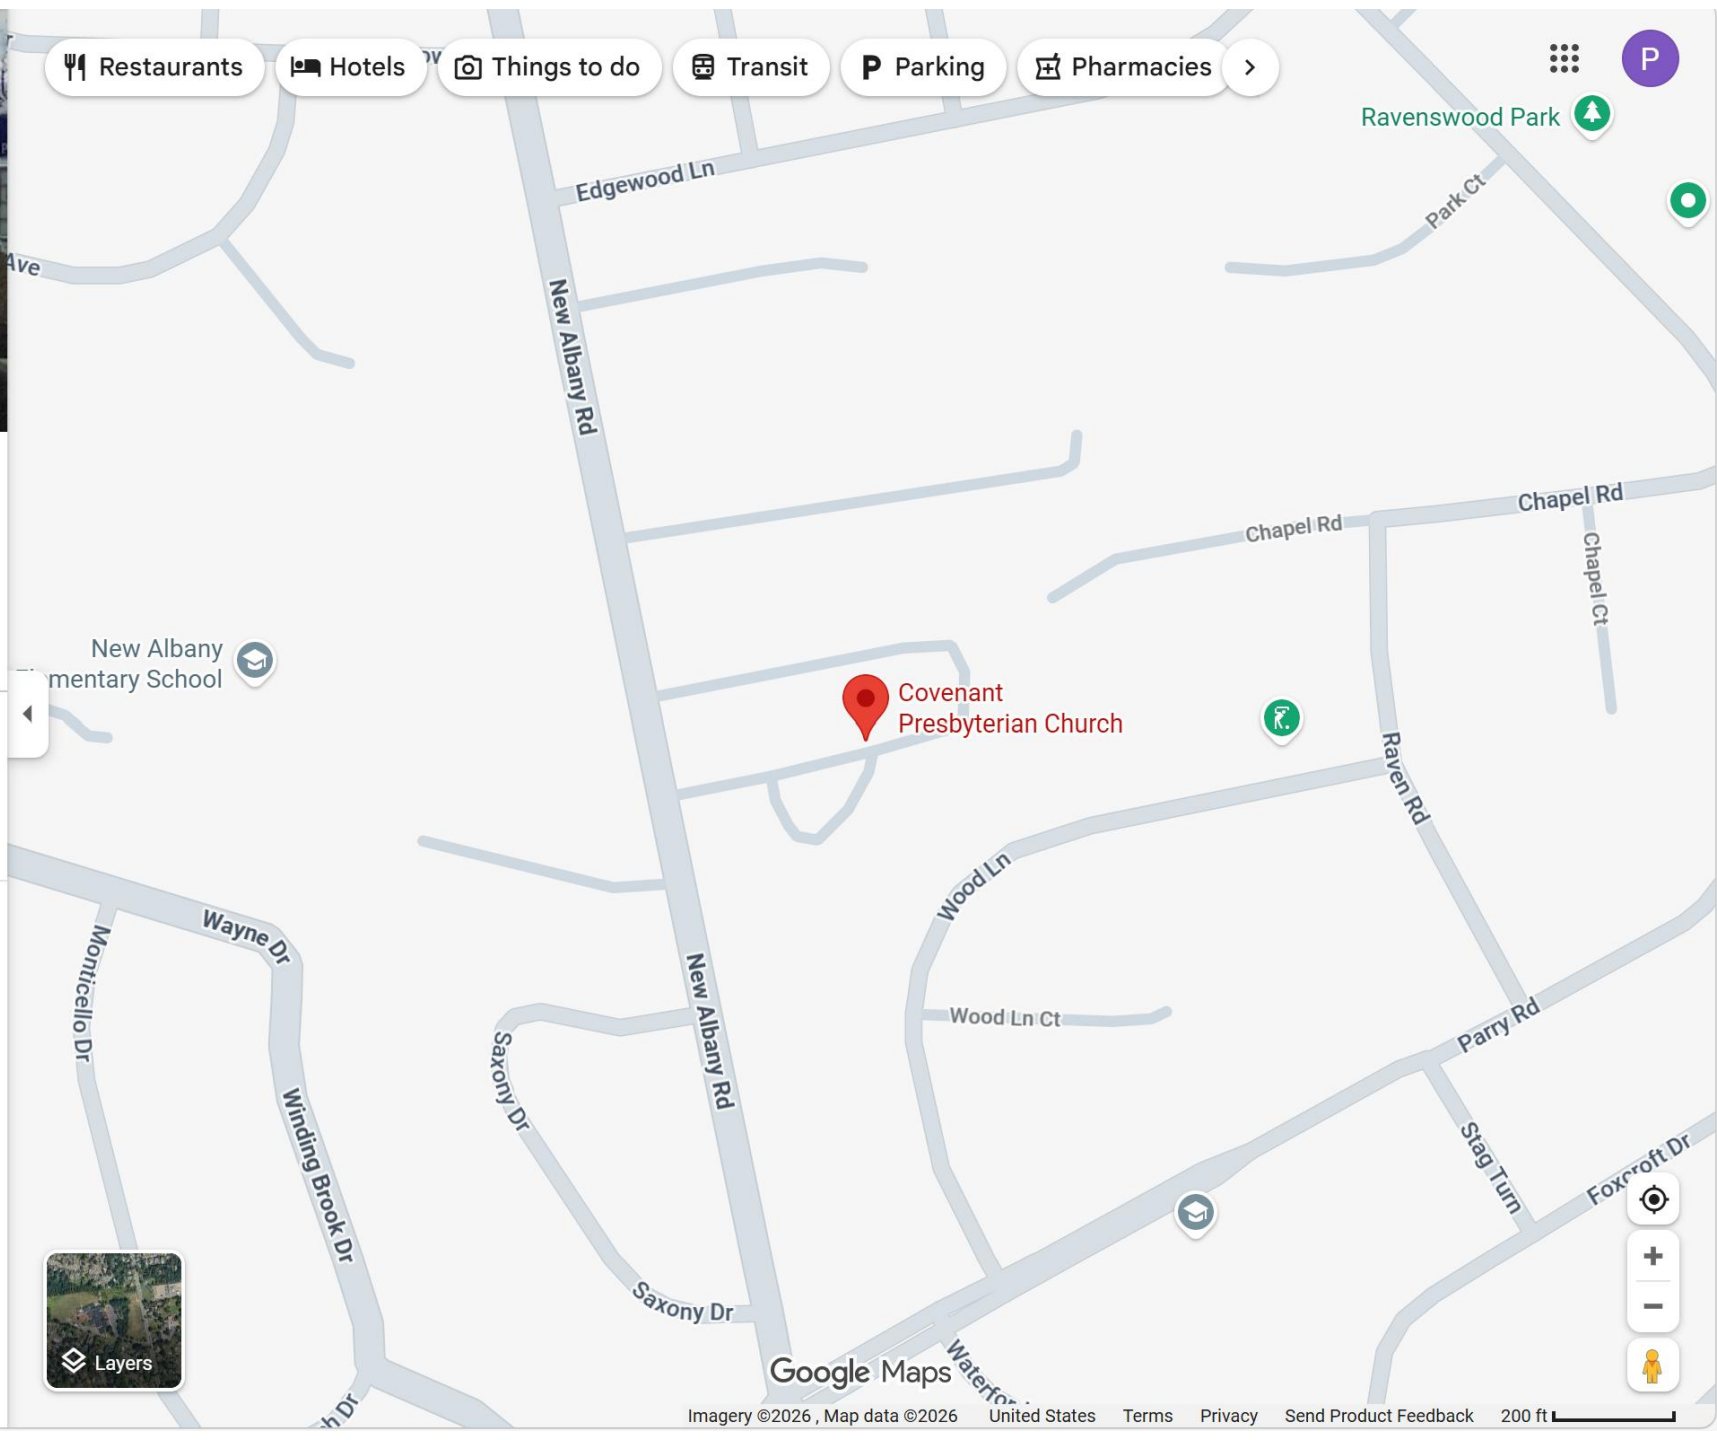 Restaurants
Hotels
Things to do
Transit
Parking
Pharmacies
P
Ravenswood Park
Edgewood Ln
Park Ct
Ave
New Albany Rd
Chapel Rd
Chapel Rd
Chapel Ct
New Albany
Elementary School
Covenant
Presbyterian Church
Raven Rd
Wood Ln
Wayne Dr
Monticello Dr
New Albany Rd
Wood Ln Ct
Parry Rd
Saxony Dr
Winding Brook Dr
Stag Turn
Foxcroft Dr
Saxony Dr
Layers
Google Maps
h Dr
Imagery ©2026 , Map data ©2026 United States Terms Privacy Send Product Feedback 200 ft